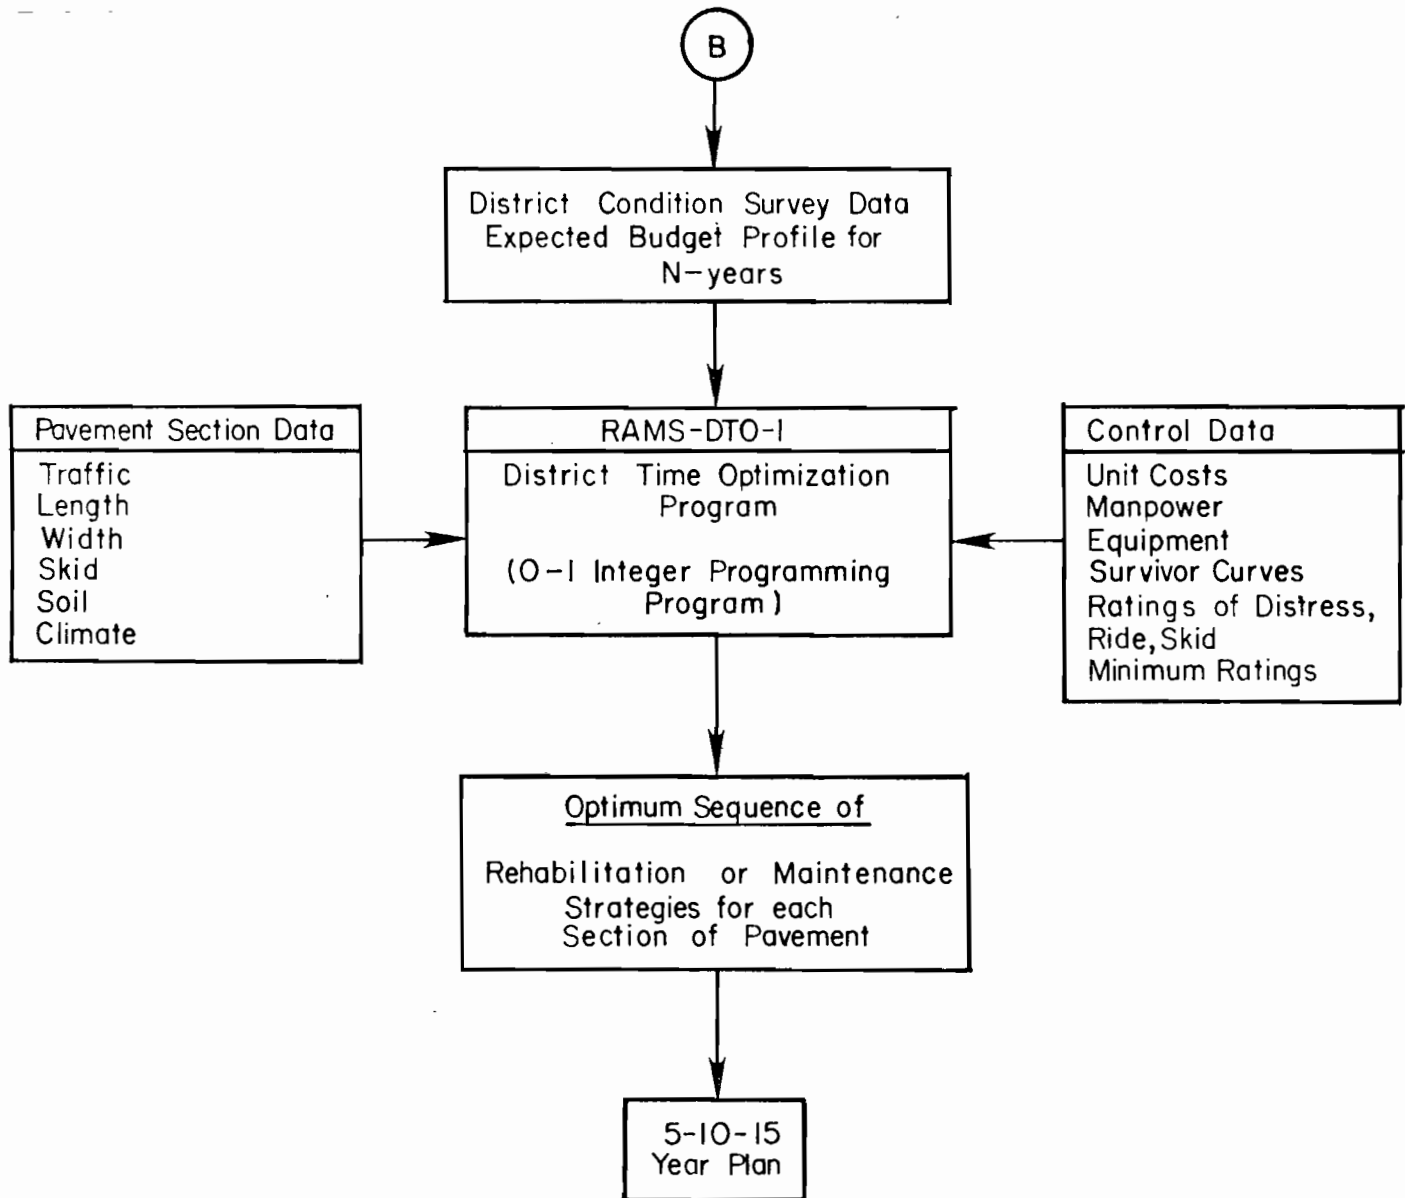 B
District Condition Survey Data
Expected Budget Profile for
N-years
Pavement Section Data
Traffic
Length
Width
Skid
Soil
Climate
RAMS-DTO-1
District Time Optimization
Program
(0-1 Integer Programming
Program)
Control Data
Unit Costs
Manpower
Equipment
Survivor Curves
Ratings of Distress,
Ride, Skid
Minimum Ratings
Optimum Sequence of
Rehabilitation or Maintenance
Strategies for each
Section of Pavement
5-10-15
Year Plan